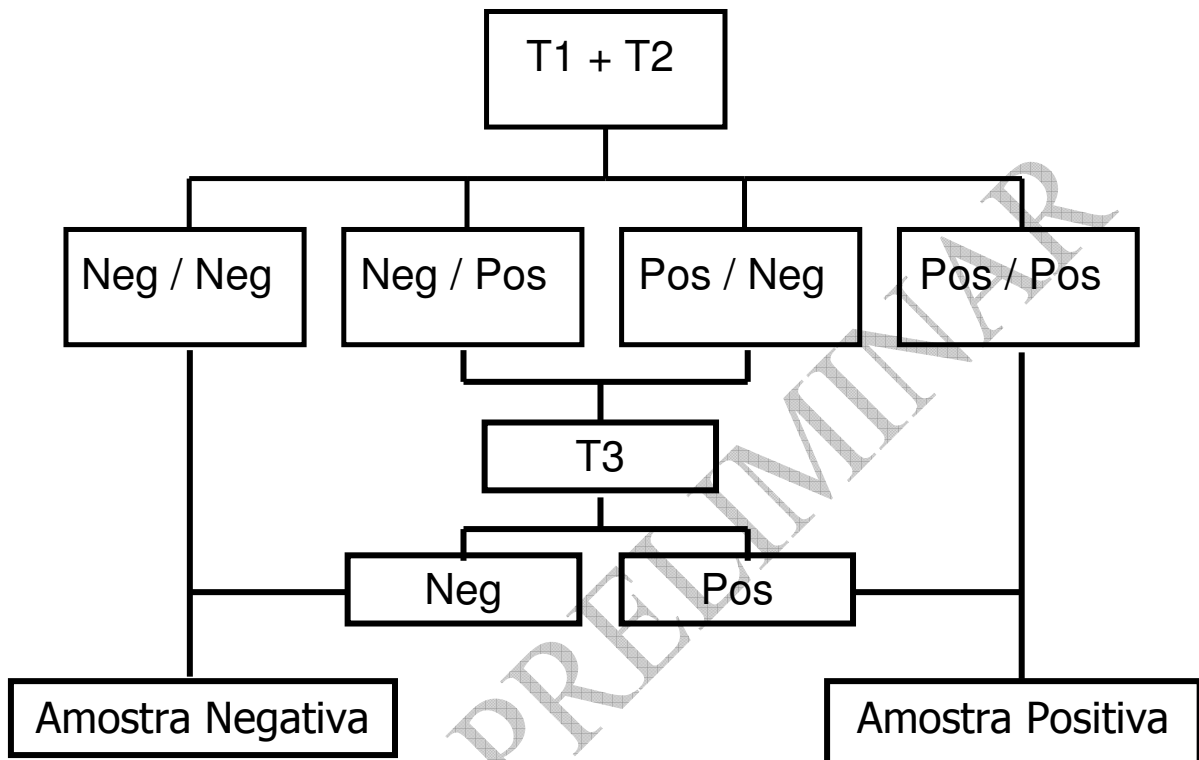 T1 + T2
Neg / Neg
Neg / Pos
Pos / Neg
Pos / Pos
T3
Neg
Pos
Amostra Negativa
Amostra Positiva
PRELIMINAR